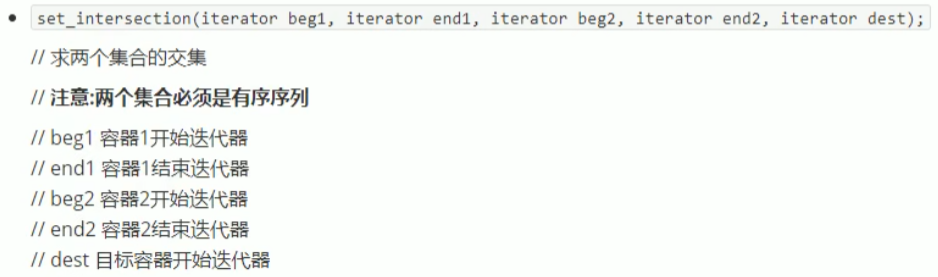 • set_intersection(iterator beg1, iterator end1, iterator beg2, iterator end2, iterator dest);
// 求两个集合的交集
// 注意:两个集合必须是有序序列
// beg1 容器1开始迭代器
// end1 容器1结束迭代器
// beg2 容器2开始迭代器
// end2 容器2结束迭代器
// dest 目标容器开始迭代器